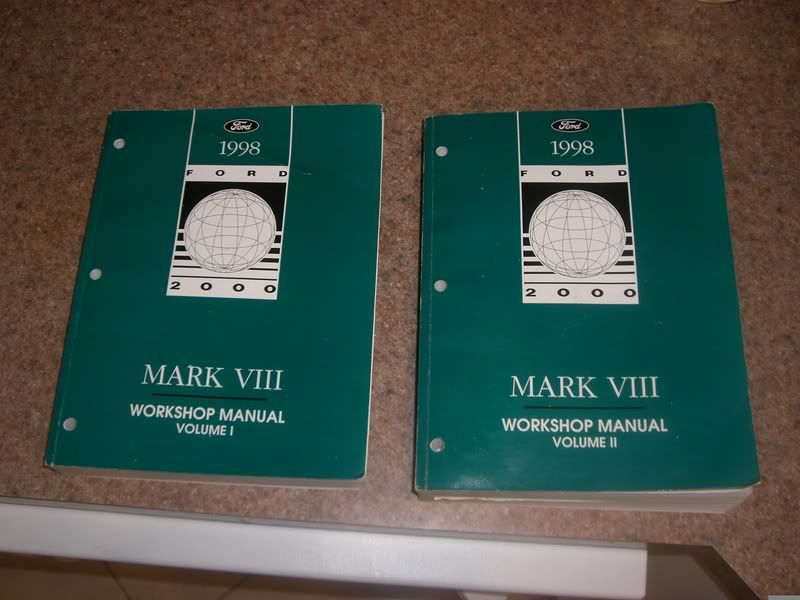 Ford
1998
FORD
2000
MARK VIII
WORKSHOP MANUAL
VOLUME I
Ford
1998
FORD
2000
MARK VIII
WORKSHOP MANUAL
VOLUME II